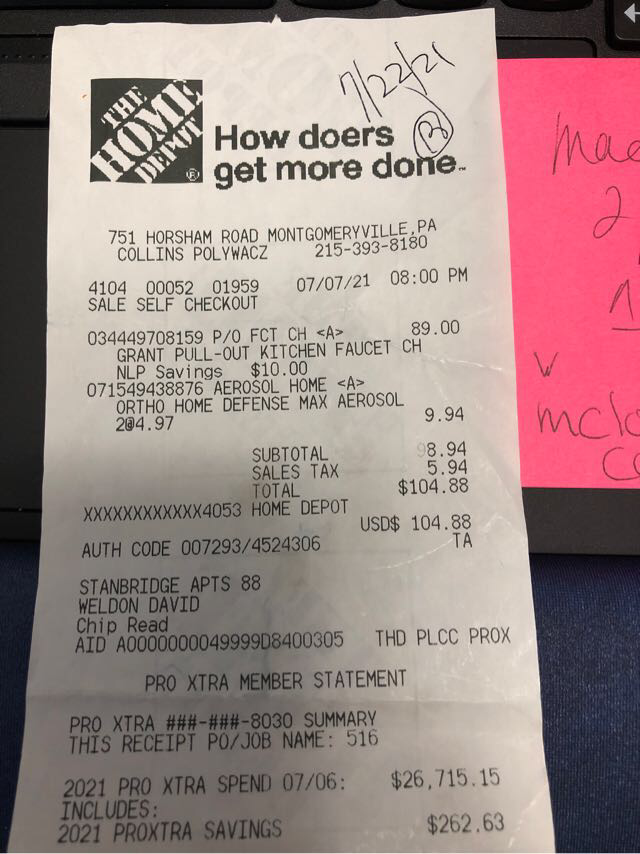 7/22/21
B
THE
HOME
DEPOT
®
How doers
get more done.™
751 HORSHAM ROAD MONTGOMERYVILLE,PA
COLLINS POLYWACZ 215-393-8180
4104 00052 01959 07/07/21 08:00 PM
SALE SELF CHECKOUT
034449708159 P/O FCT CH <A> 89.00
GRANT PULL-OUT KITCHEN FAUCET CH
NLP Savings $10.00
071549438876 AEROSOL HOME <A>
ORTHO HOME DEFENSE MAX AEROSOL
2@4.97 9.94
SUBTOTAL 98.94
SALES TAX 5.94
TOTAL $104.88
XXXXXXXXXXXX4053 HOME DEPOT
USD$ 104.88
AUTH CODE 007293/4524306 TA
STANBRIDGE APTS 88
WELDON DAVID
Chip Read
AID A0000000049999D8400305 THD PLCC PROX
PRO XTRA MEMBER STATEMENT
PRO XTRA ###-###-8030 SUMMARY
THIS RECEIPT PO/JOB NAME: 516
2021 PRO XTRA SPEND 07/06: $26,715.15
INCLUDES:
2021 PROXTRA SAVINGS $262.63
2